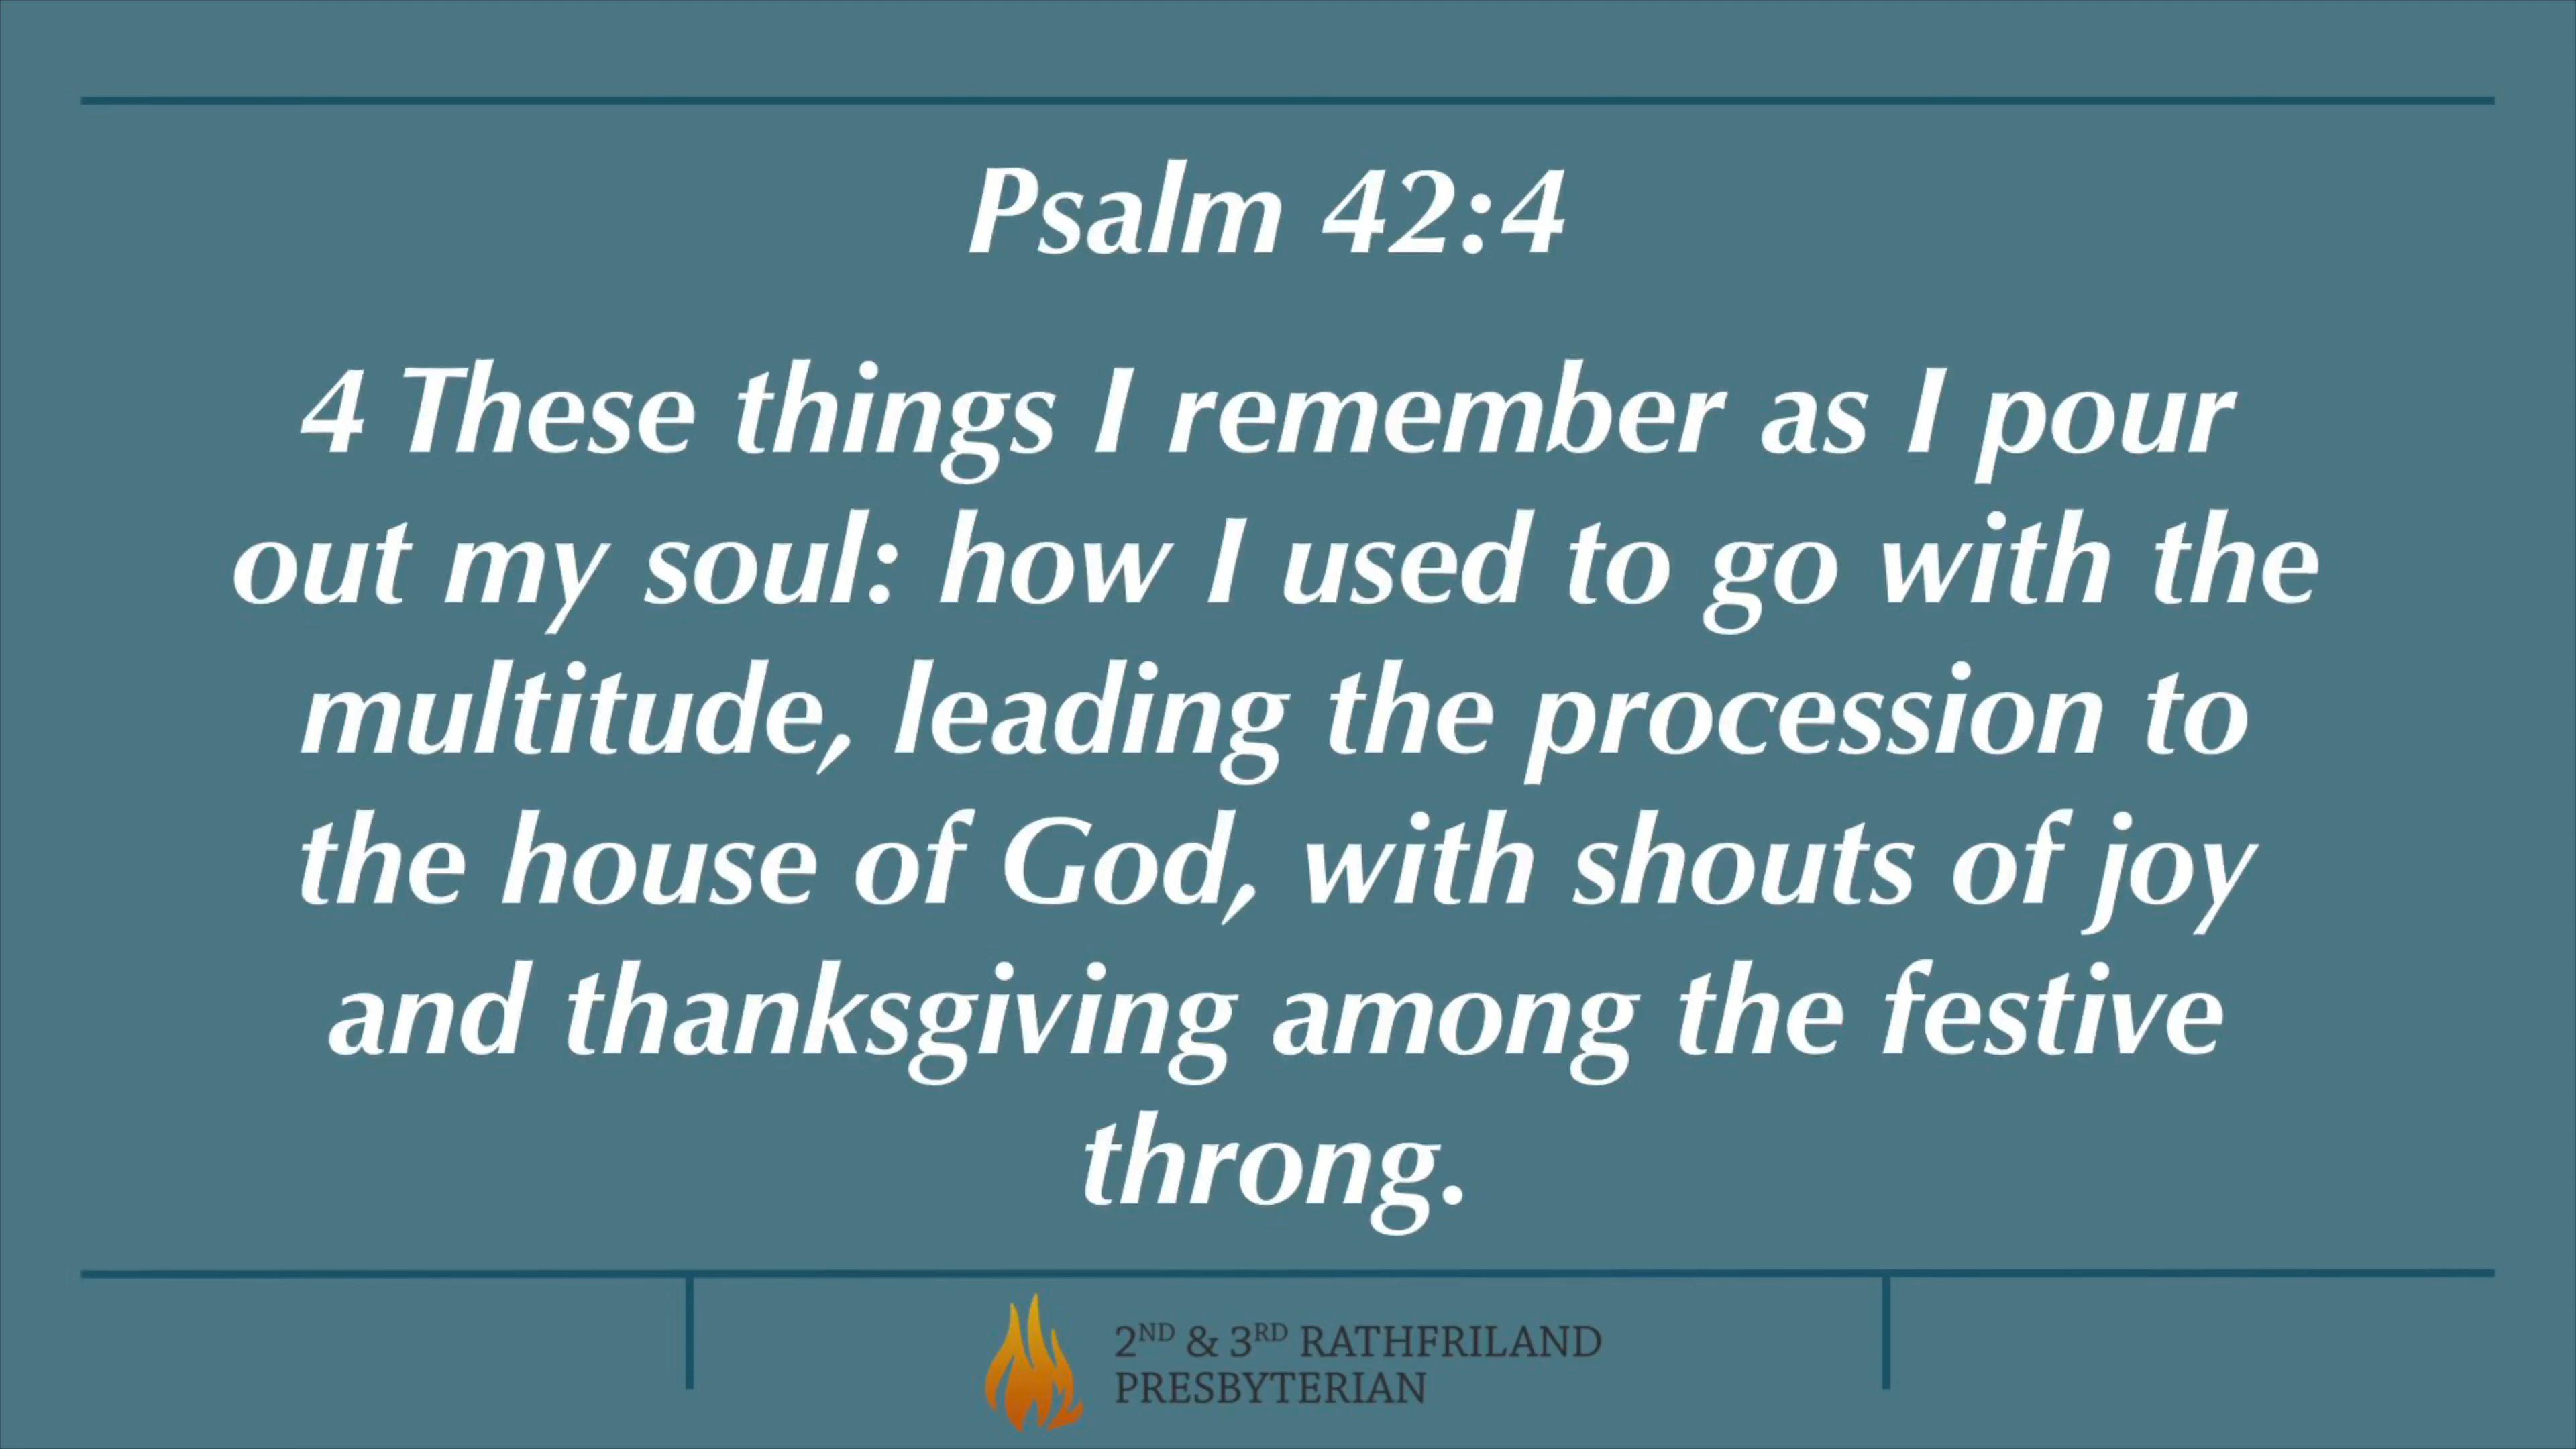 Psalm 42:4
4 These things I remember as I pour
out my soul: how I used to go with the
multitude, leading the procession to
the house of God, with shouts of joy
and thanksgiving among the festive
throng.
2ND & 3RD RATHFRILAND
PRESBYTERIAN